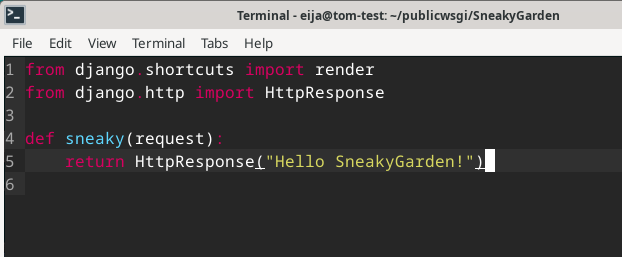 Terminal - eija@tom-test: ~/publicwsgi/SneakyGarden
File Edit View Terminal Tabs Help
1 from django.shortcuts import render
2 from django.http import HttpResponse
3
4 def sneaky(request):
5     return HttpResponse("Hello SneakyGarden!")
6